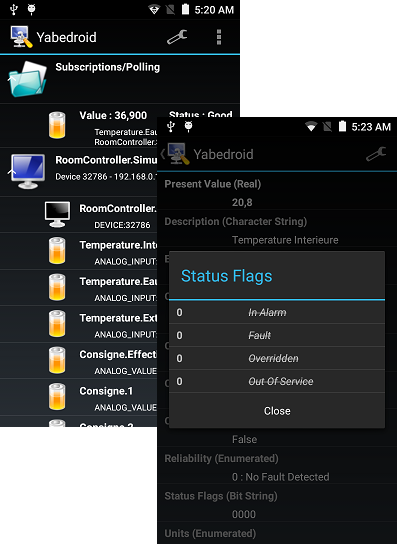 5:20 AM
Yabedroid
Subscriptions/Polling
Value : 36,900 Status : Good
Temperature.Eau
RoomController.
RoomController.Simu
Device 32786 - 192.168.0.
RoomController.
DEVICE:32786
Temperature.Int
ANALOG_INPUT:
Temperature.Eau
ANALOG_INPUT:
Temperature.Ext
ANALOG_INPUT:
Consigne.Effect
ANALOG_VALUE
Consigne.1
ANALOG_VALUE
Consigne.2
5:23 AM
Yabedroid
Present Value (Real)
20,8
Description (Character String)
Temperature Interieure
Status Flags
0 In Alarm
0 Fault
0 Overridden
0 Out Of Service
Close
False
Reliability (Enumerated)
0 : No Fault Detected
Status Flags (Bit String)
0000
Units (Enumerated)